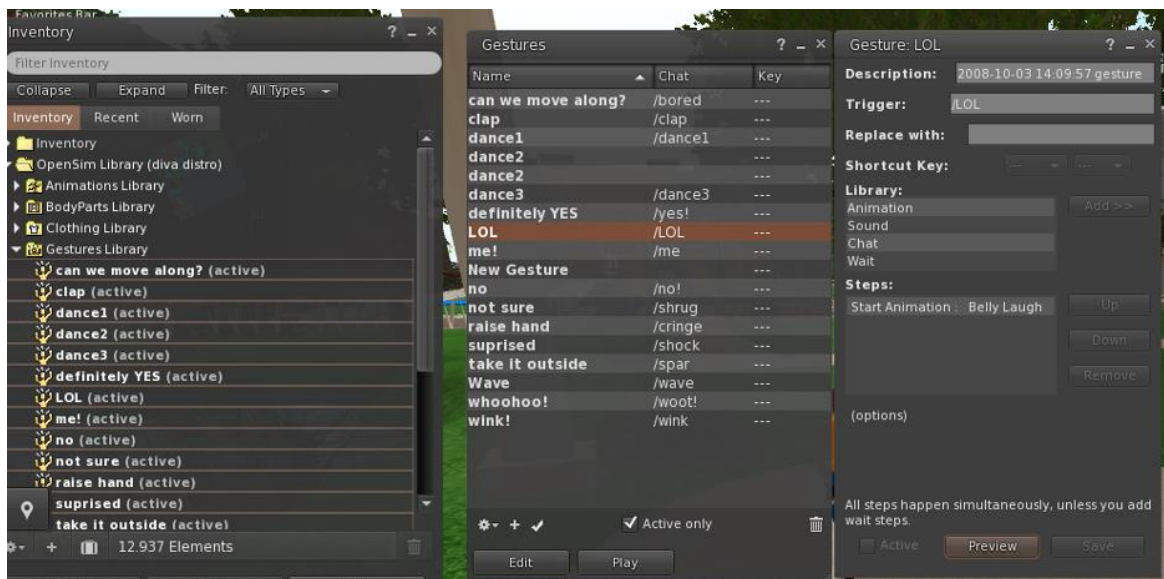 Favorites Bar
Inventory ? _ ×
Filter Inventory
Collapse Expand Filter: All Types
Inventory Recent Worn
Inventory
OpenSim Library (diva distro)
Animations Library
BodyParts Library
Clothing Library
Gestures Library
can we move along? (active)
clap (active)
dance1 (active)
dance2 (active)
dance3 (active)
definitely YES (active)
LOL (active)
me! (active)
no (active)
not sure (active)
raise hand (active)
suprised (active)
take it outside (active)
12.937 Elements
Gestures ? _ ×
Name Chat Key
can we move along? /bored ---
clap /clap ---
dance1 /dance1 ---
dance2 ---
dance2 ---
dance3 /dance3 ---
definitely YES /yes! ---
LOL /LOL ---
me! /me ---
New Gesture ---
no /no! ---
not sure /shrug ---
raise hand /cringe ---
suprised /shock ---
take it outside /spar ---
Wave /wave ---
whoohoo! /woot! ---
wink! /wink ---
Active only
Edit Play
Gesture: LOL ? _ ×
Description: 2008-10-03 14:09:57 gesture
Trigger: /LOL
Replace with:
Shortcut Key: --- ---
Library:
Animation Add >>
Sound
Chat
Wait
Steps:
Start Animation : Belly Laugh Up
Down
Remove
(options)
All steps happen simultaneously, unless you add
wait steps.
Active Preview Save